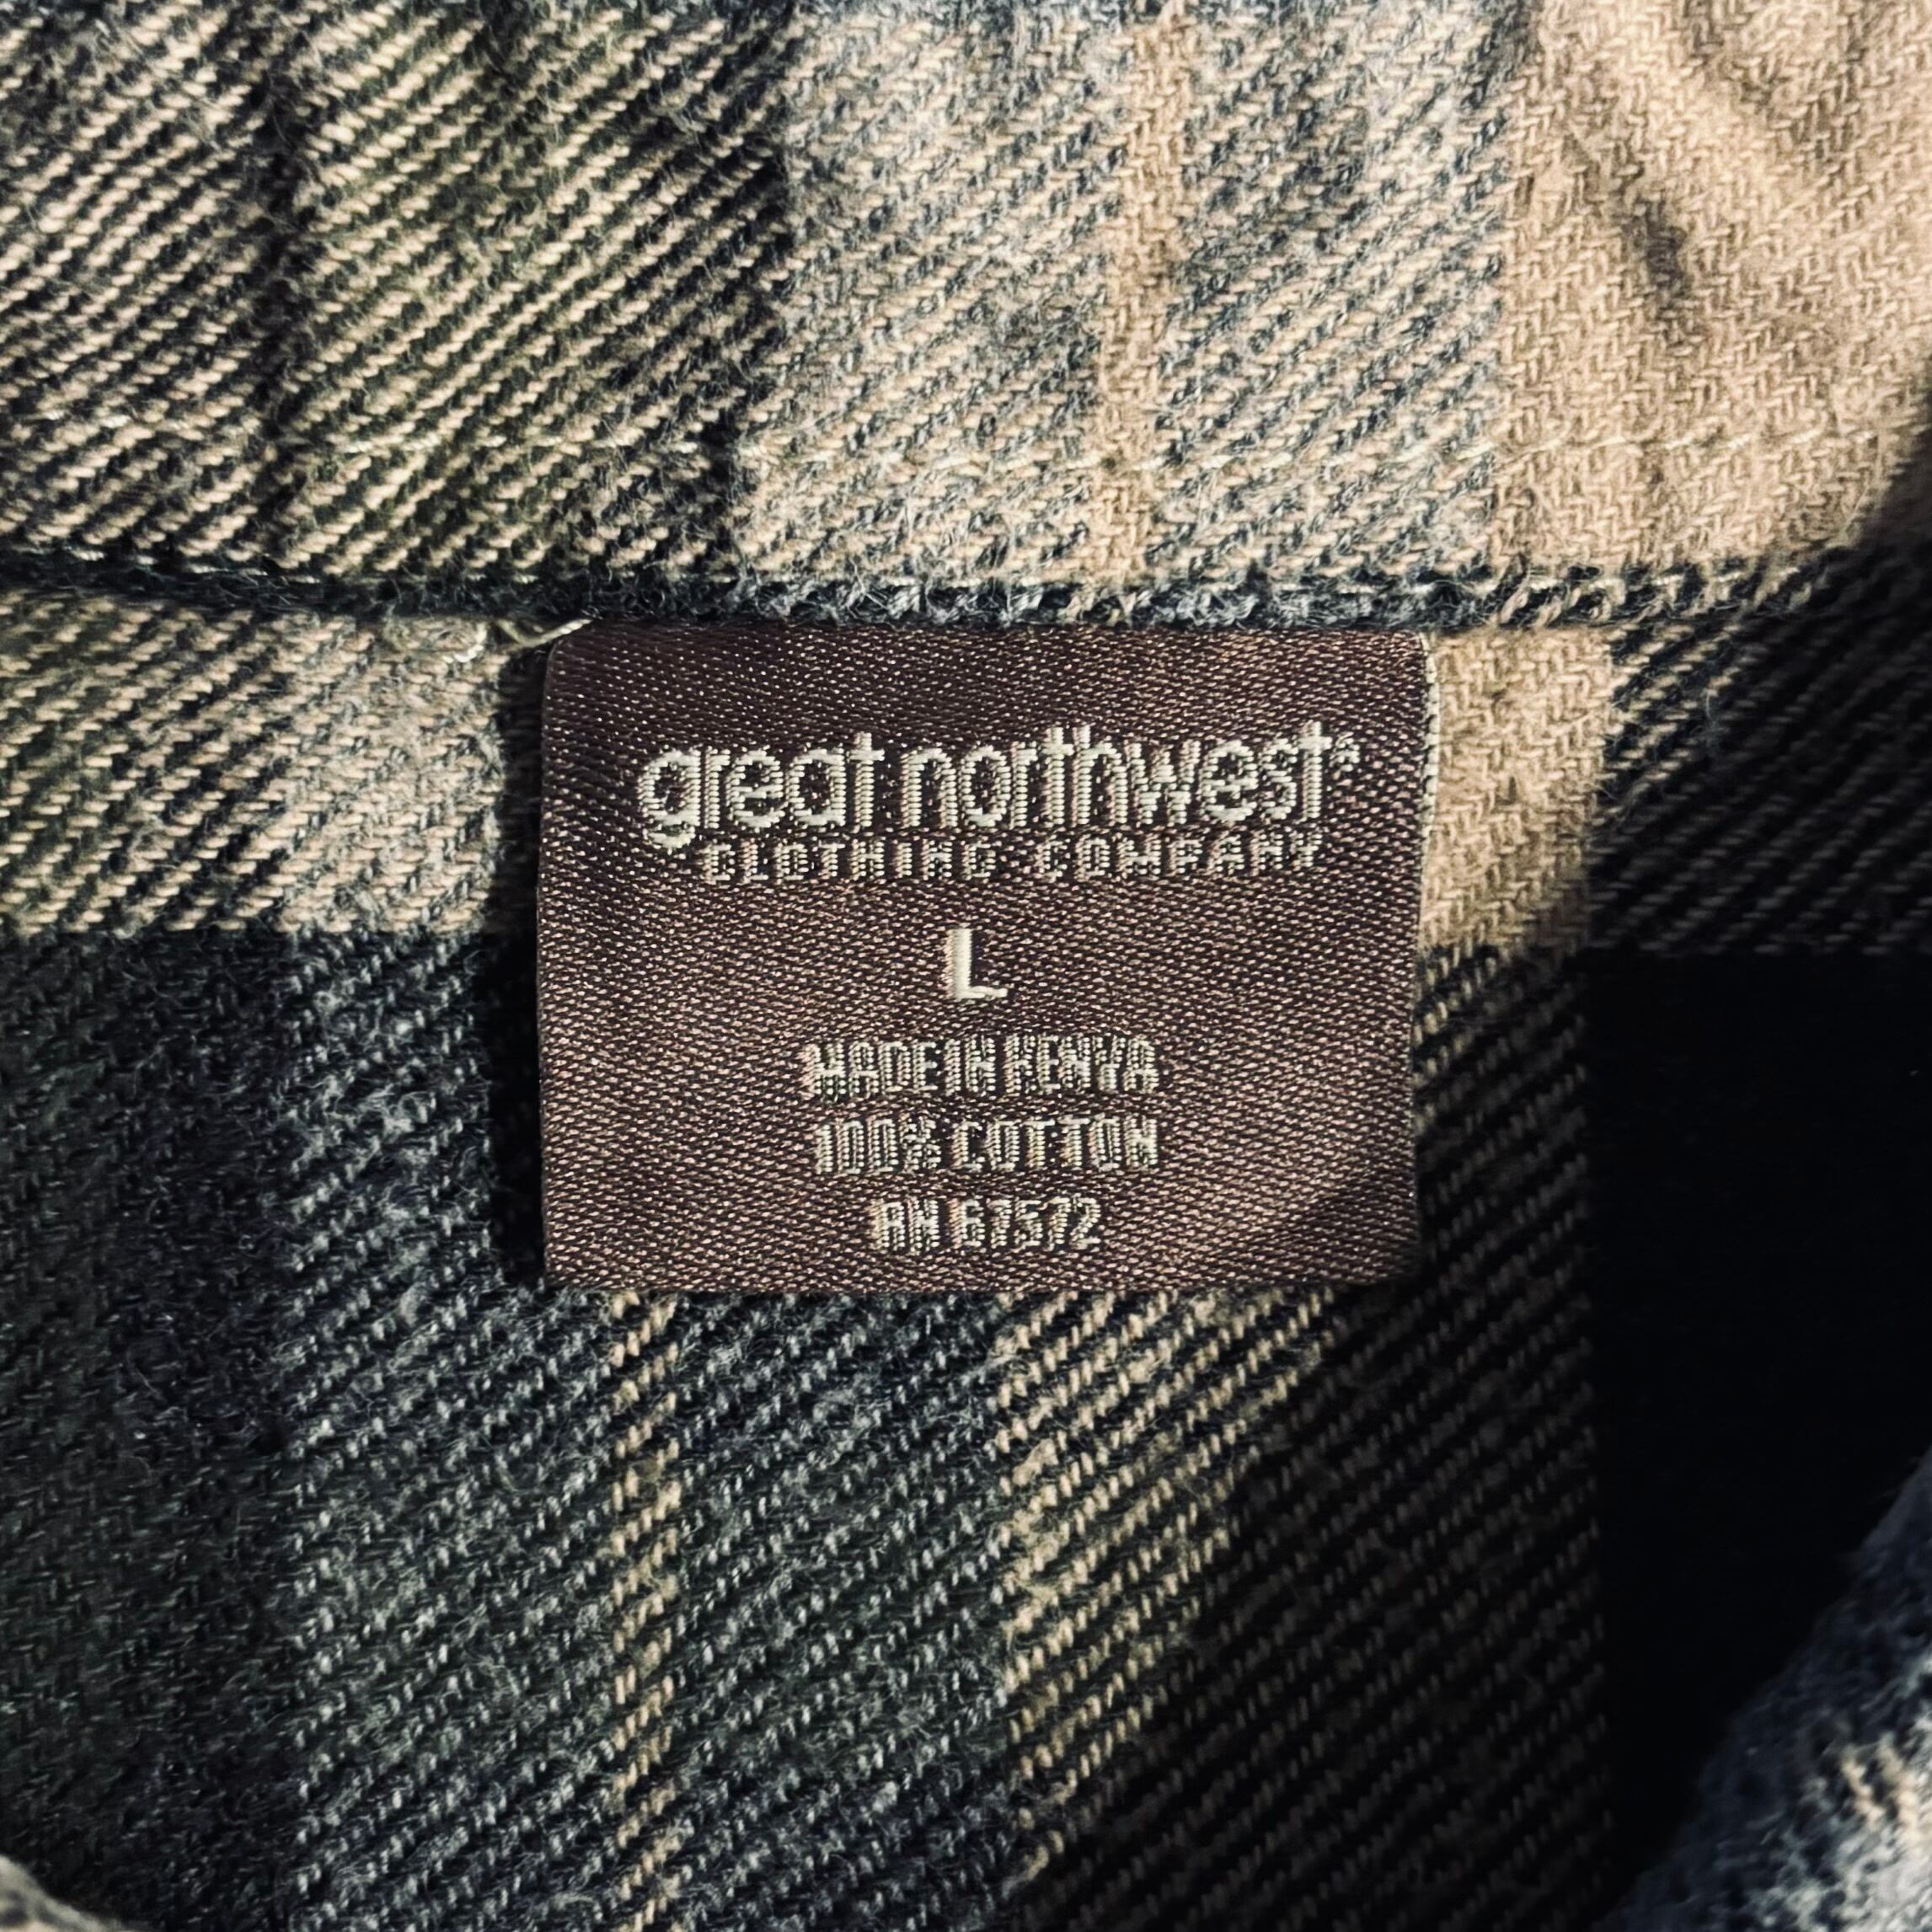 great northwest®
CLOTHING COMPANY
L
MADE IN KENYA
100% COTTON
RN 67572